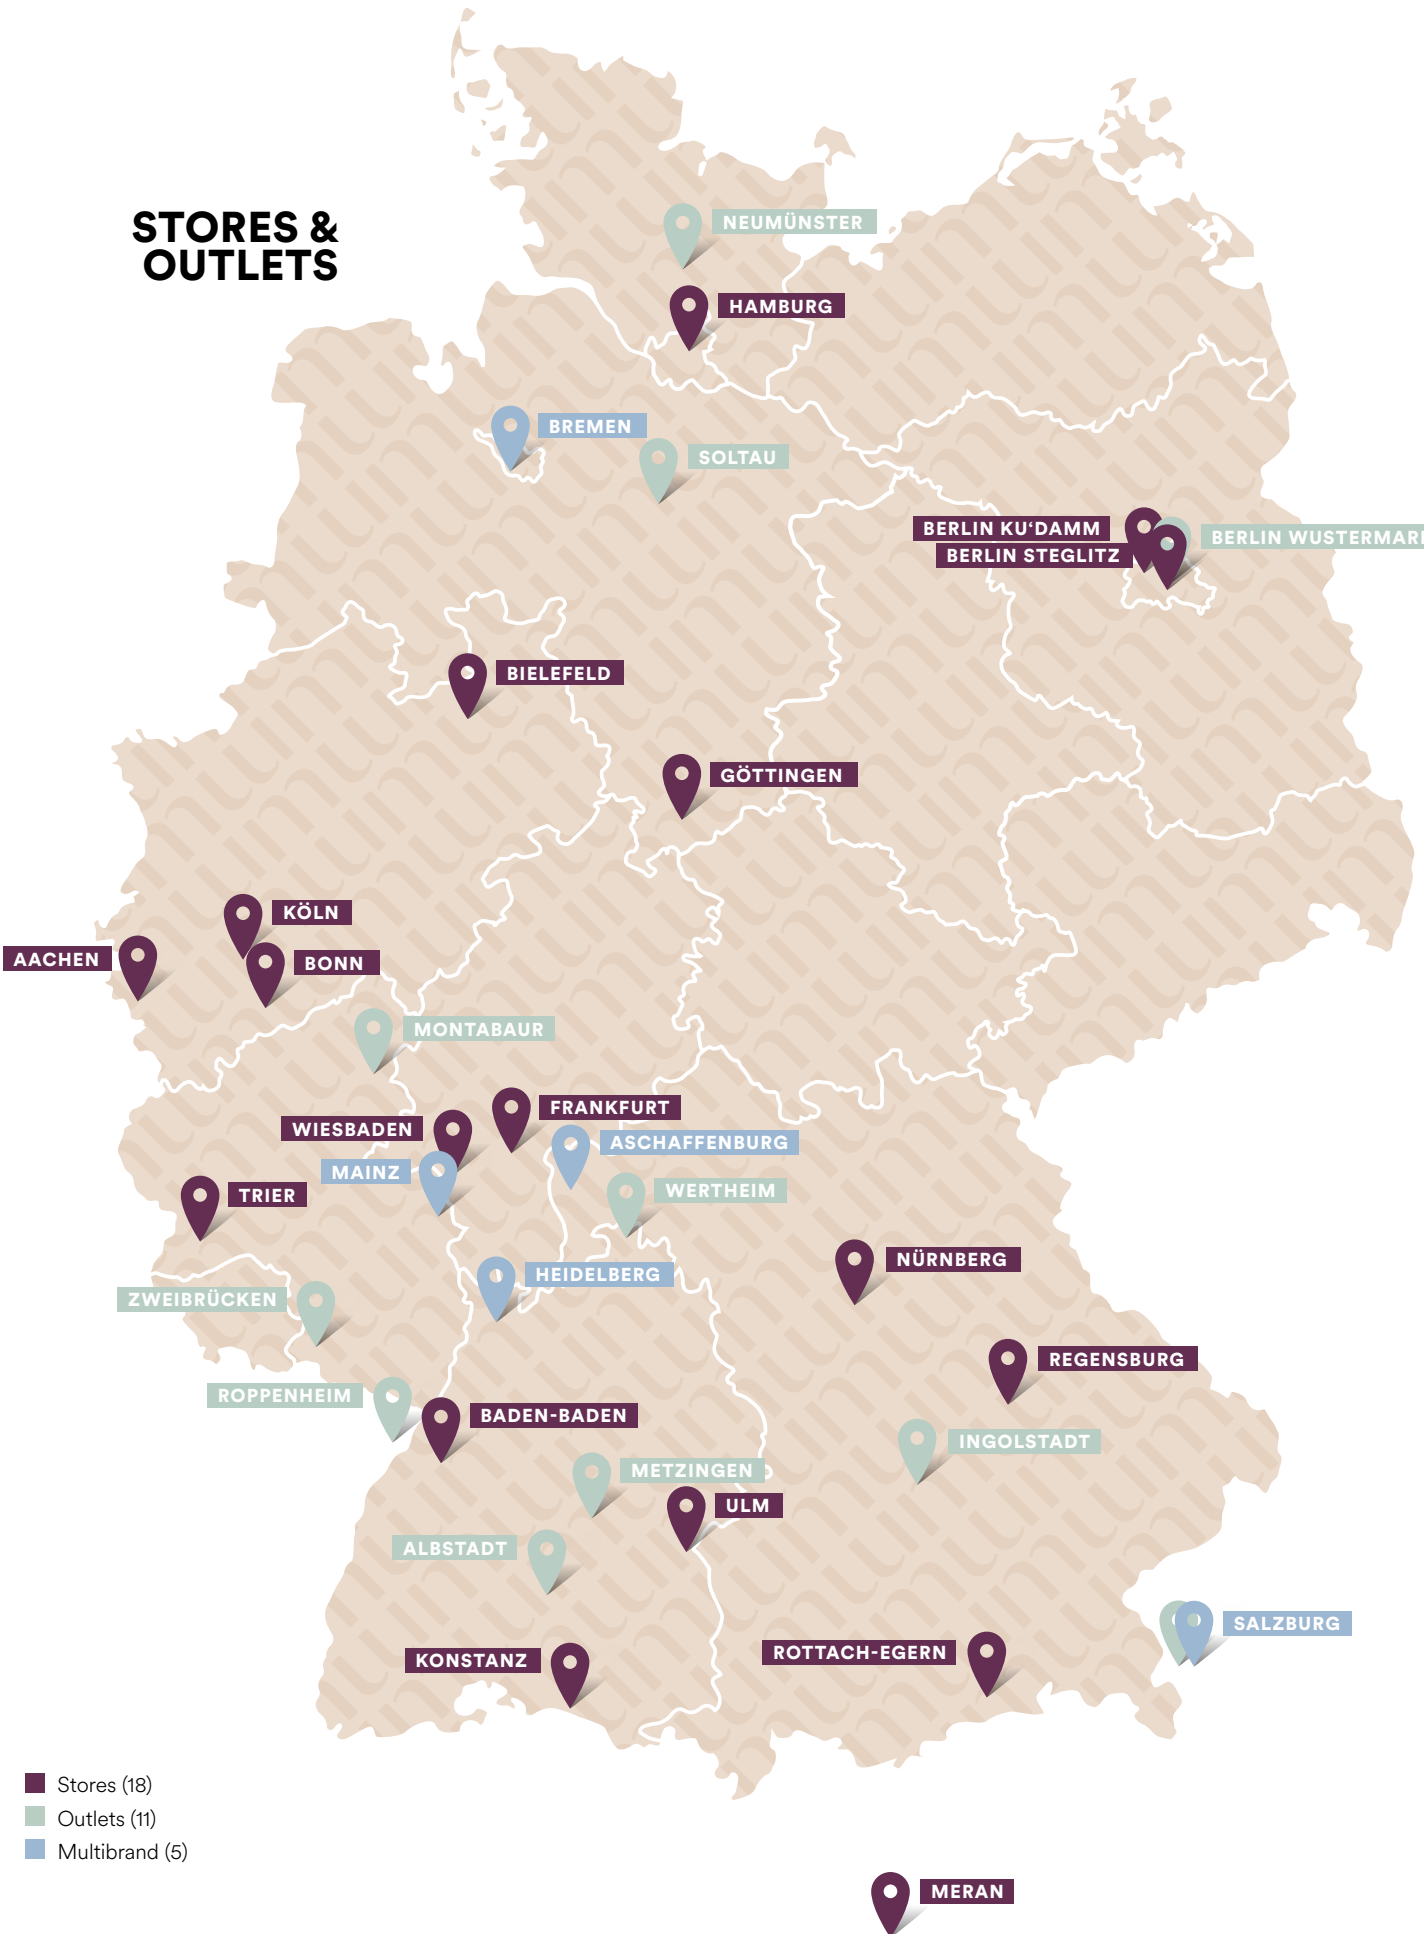 STORES &
OUTLETS
NEUMÜNSTER
HAMBURG
BREMEN
SOLTAU
BERLIN KU‘DAMM
BERLIN STEGLITZ
BERLIN WUSTERMARK
BIELEFELD
GÖTTINGEN
KÖLN
AACHEN
BONN
MONTABAUR
FRANKFURT
WIESBADEN
ASCHAFFENBURG
MAINZ
WERTHEIM
TRIER
NÜRNBERG
HEIDELBERG
ZWEIBRÜCKEN
REGENSBURG
ROPPENHEIM
BADEN-BADEN
INGOLSTADT
METZINGEN
ULM
ALBSTADT
SALZBURG
ROTTACH-EGERN
KONSTANZ
Stores (18)
Outlets (11)
Multibrand (5)
MERAN